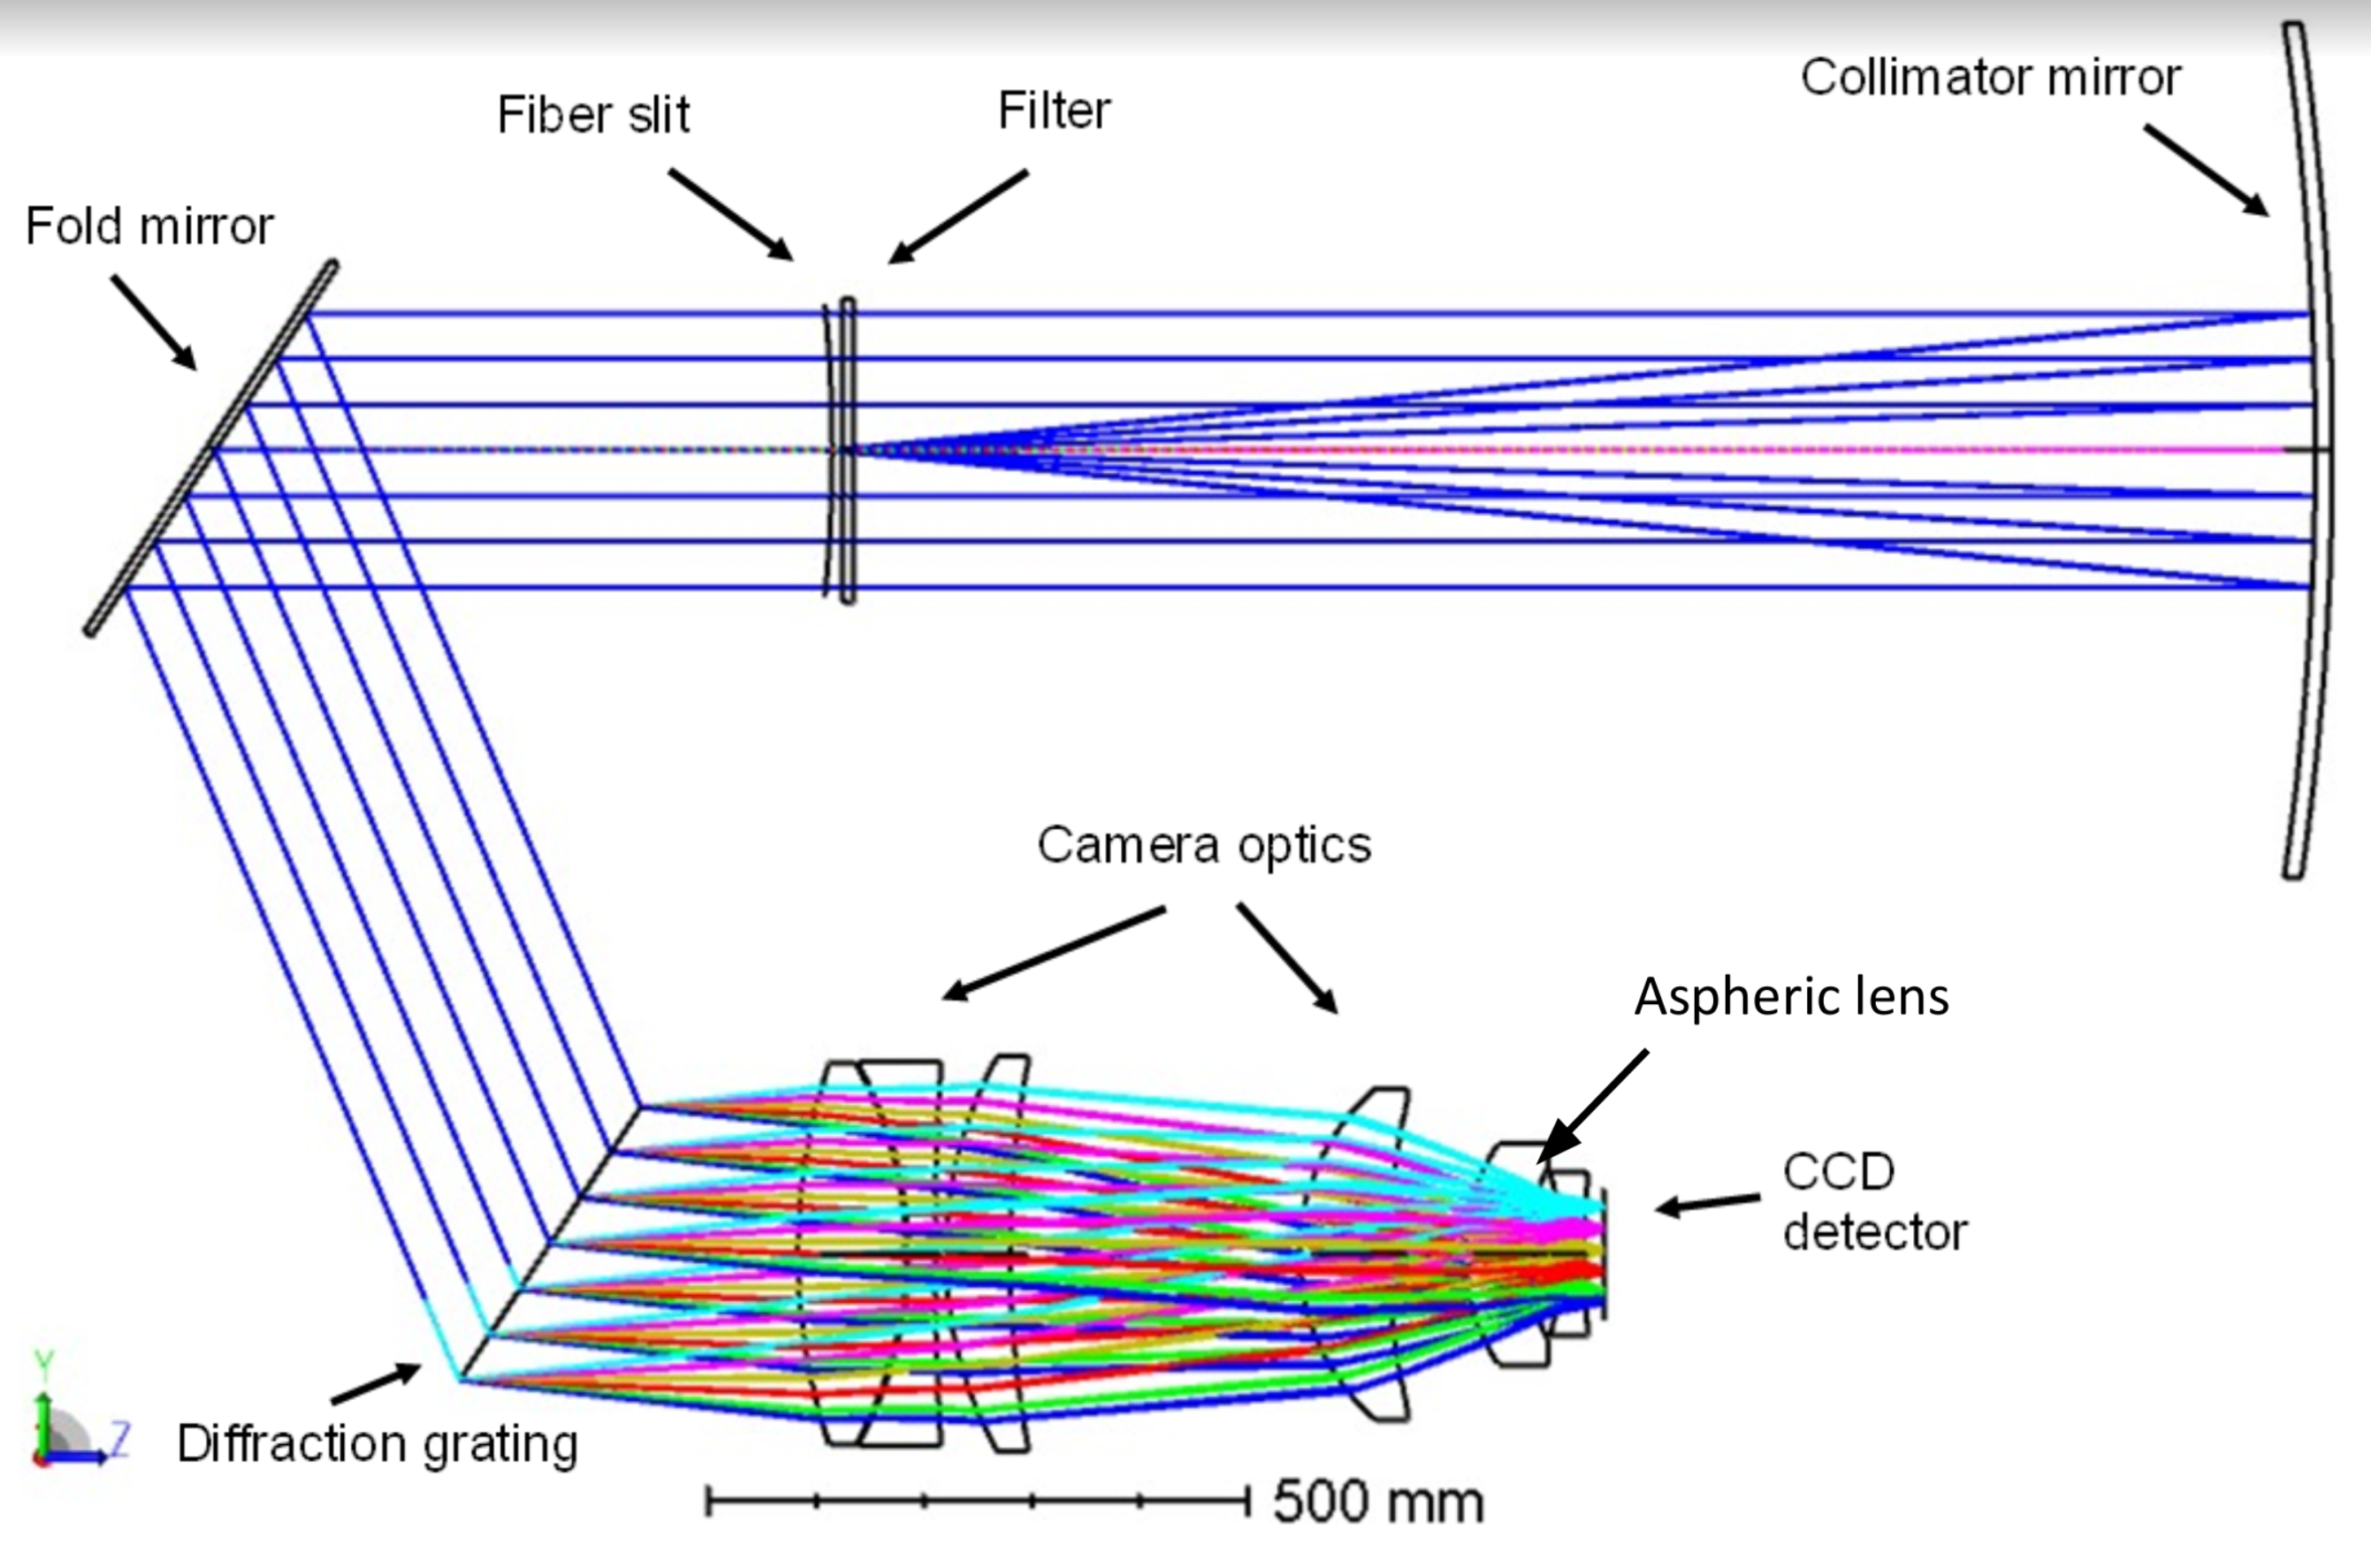 Collimator mirror
Fiber slit
Filter
Fold mirror
Camera optics
Aspheric lens
CCD
detector
Diffraction grating
Y
Z
500 mm